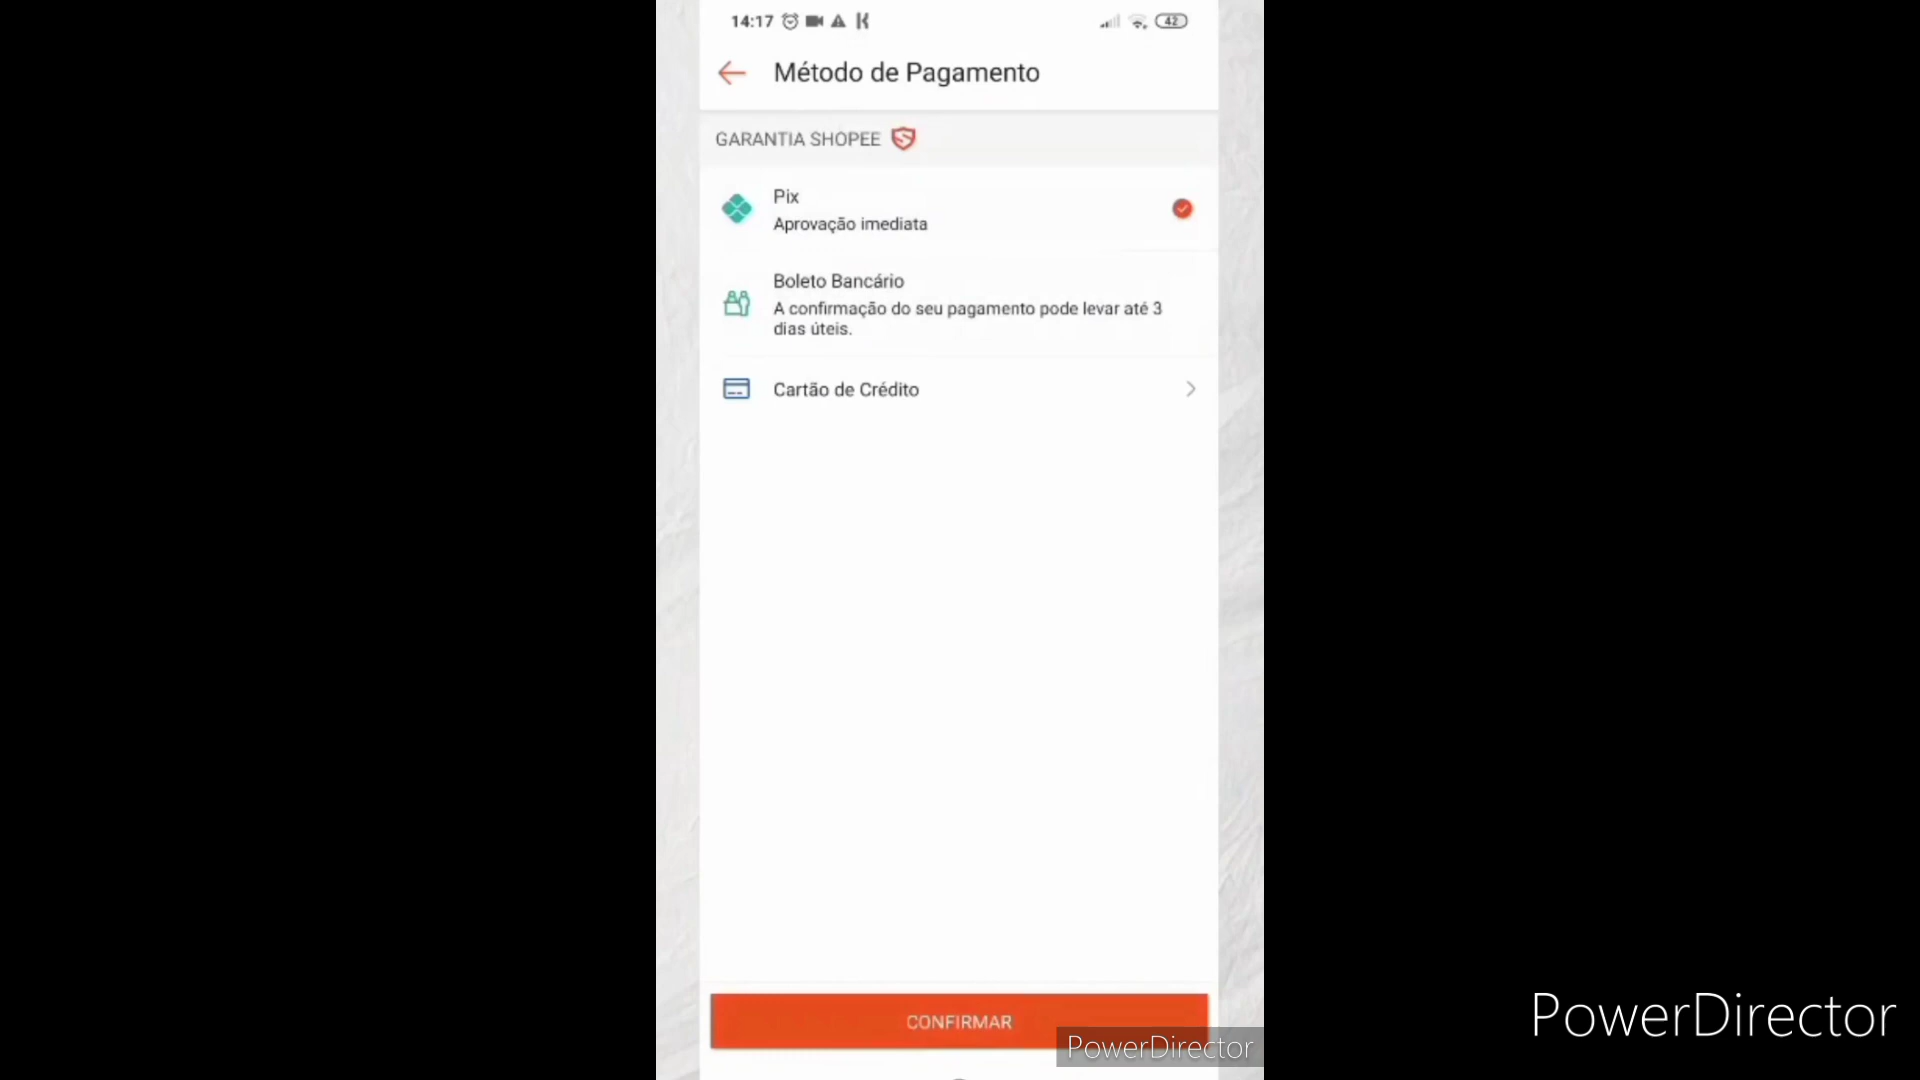 14:17
42
Método de Pagamento
GARANTIA SHOPEE
Pix
Aprovação imediata
Boleto Bancário
A confirmação do seu pagamento pode levar até 3
dias úteis.
Cartão de Crédito
CONFIRMAR
PowerDirector
PowerDirector